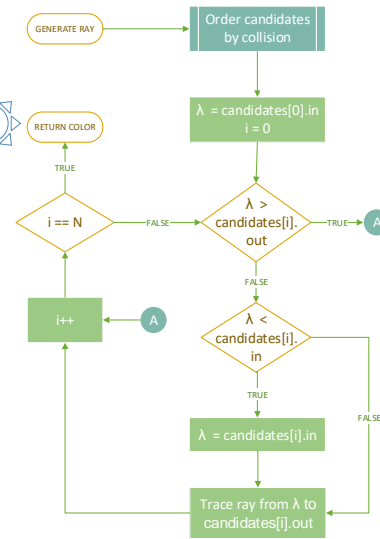 GENERATE RAY
Order candidates
by collision
λ = candidates[0].in
i = 0
RETURN COLOR
TRUE
i == N
FALSE
λ >
candidates[i].
out
TRUE
A
FALSE
i++
A
λ <
candidates[i].
in
TRUE
FALSE
λ = candidates[i].in
Trace ray from λ to
candidates[i].out